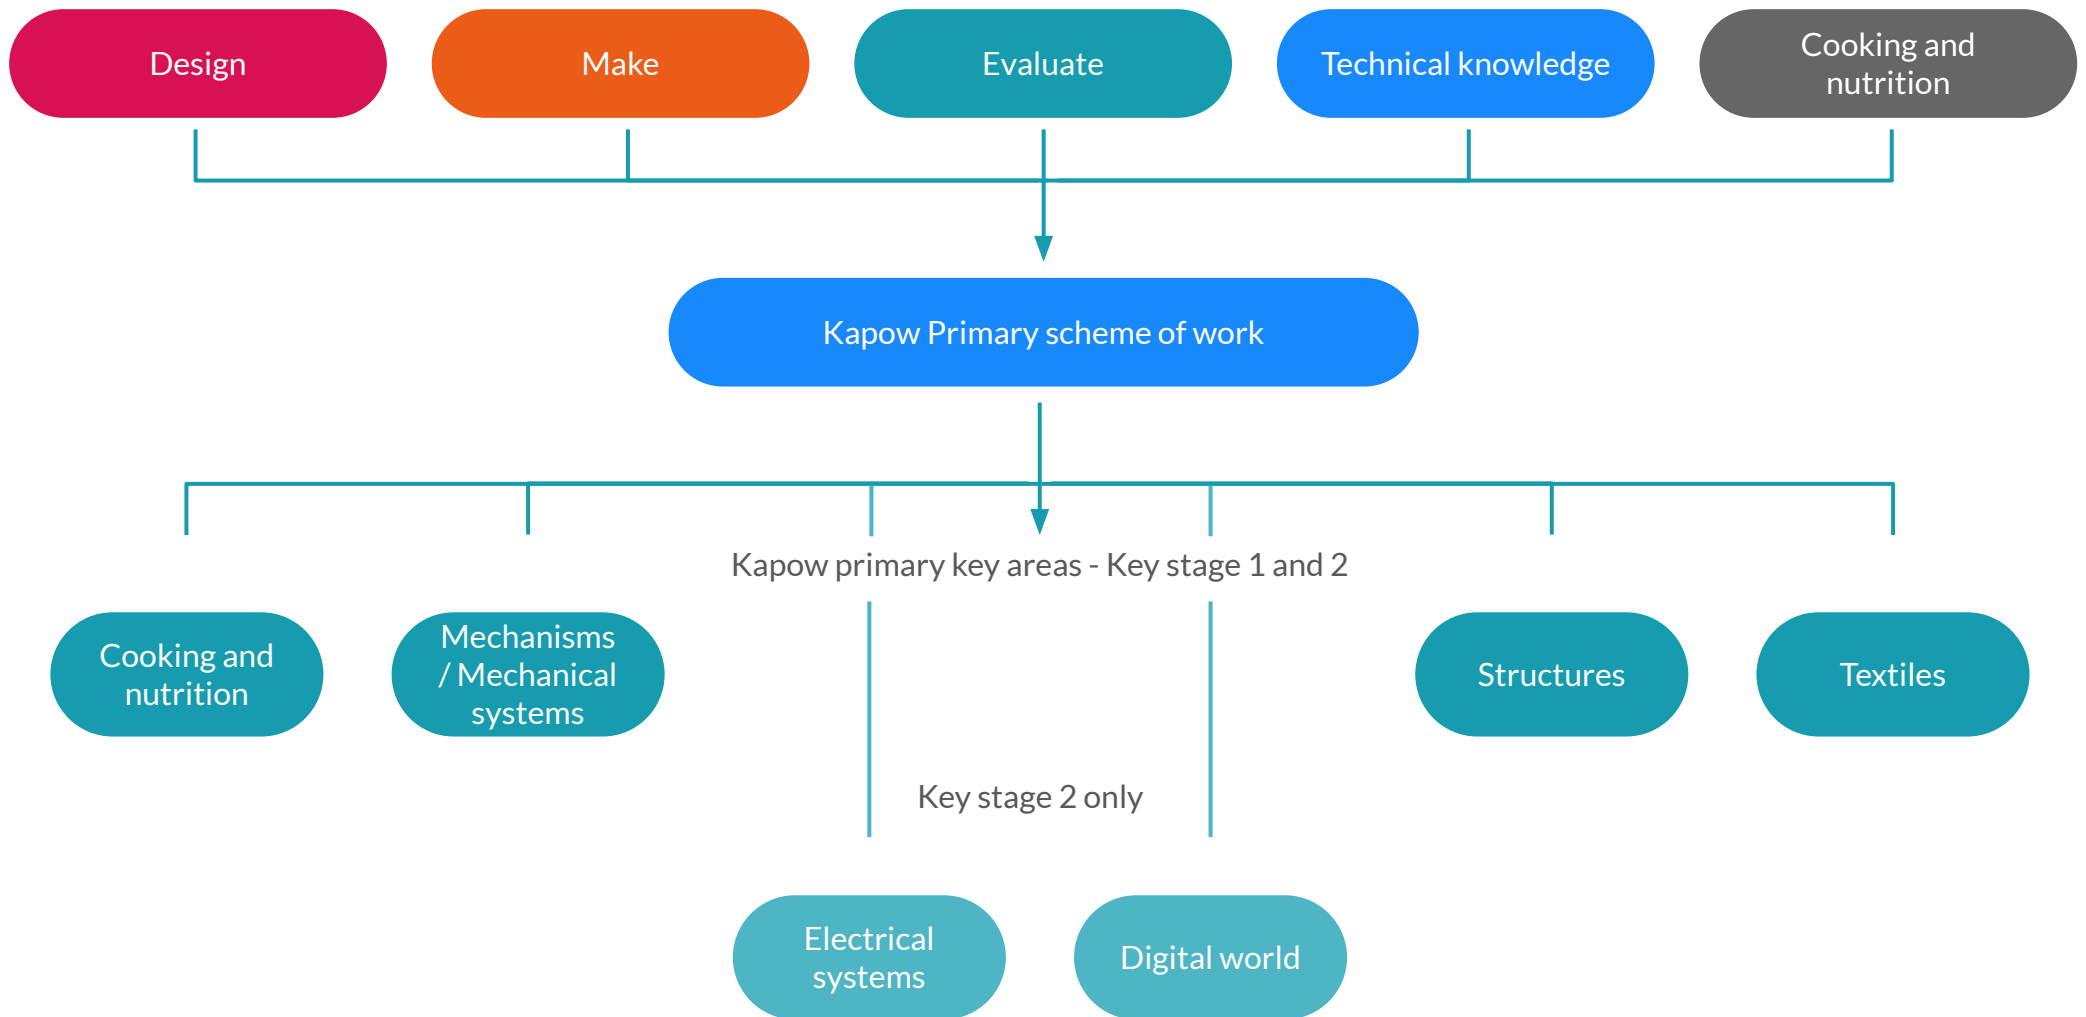 Design
Make
Evaluate
Technical knowledge
Cooking and
nutrition
Kapow Primary scheme of work
Kapow primary key areas - Key stage 1 and 2
Cooking and
nutrition
Mechanisms
/ Mechanical
systems
Structures
Textiles
Key stage 2 only
Electrical
systems
Digital world